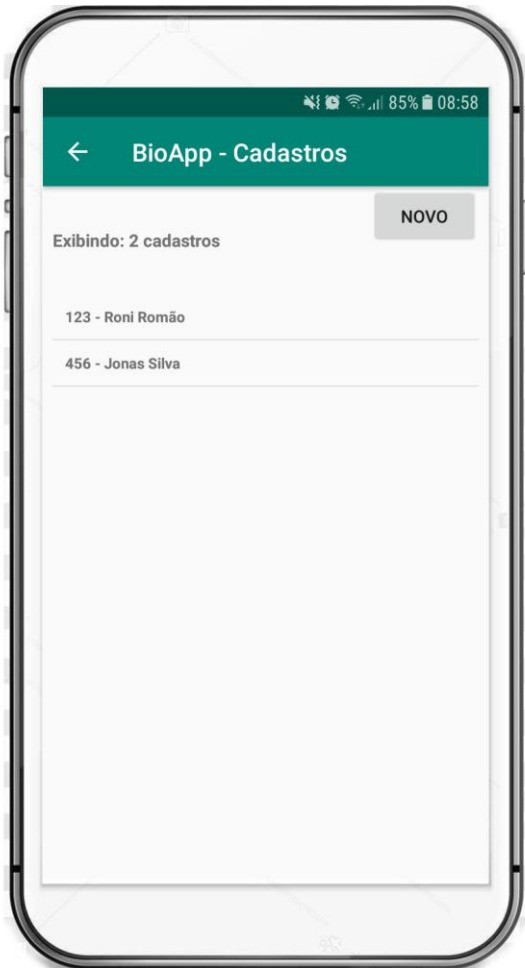 85% 08:58
BioApp - Cadastros
NOVO
Exibindo: 2 cadastros
123 - Roni Romão
456 - Jonas Silva